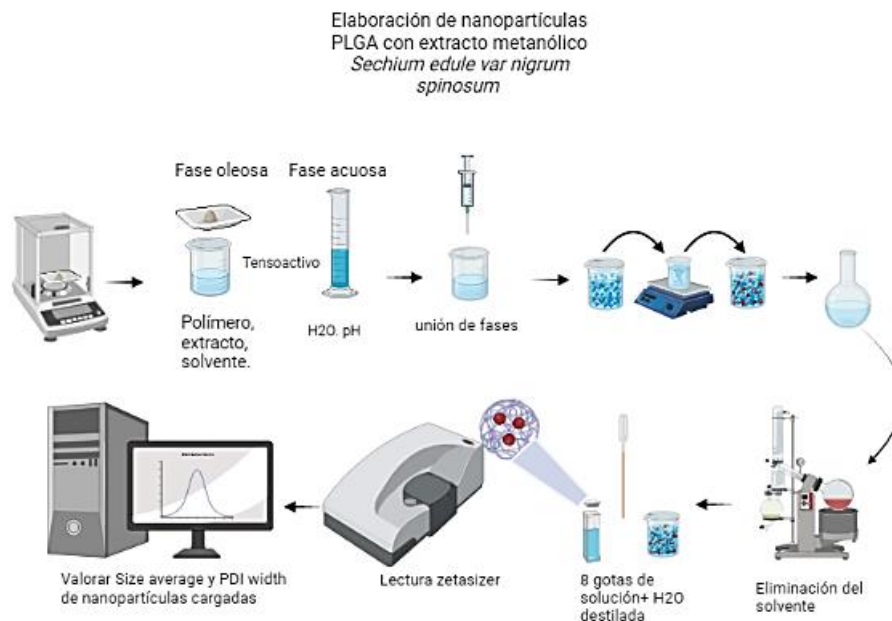 Elaboración de nanopartículas
PLGA con extracto metanólico
Sechium edule var nigrum
spinosum
Fase oleosa
Fase acuosa
Tensoactivo
Polímero,
extracto,
solvente.
H2O. pH
unión de fases
Valorar Size average y PDI width
de nanopartículas cargadas
Lectura zetasizer
8 gotas de
solución+ H2O
destilada
Eliminación del
solvente